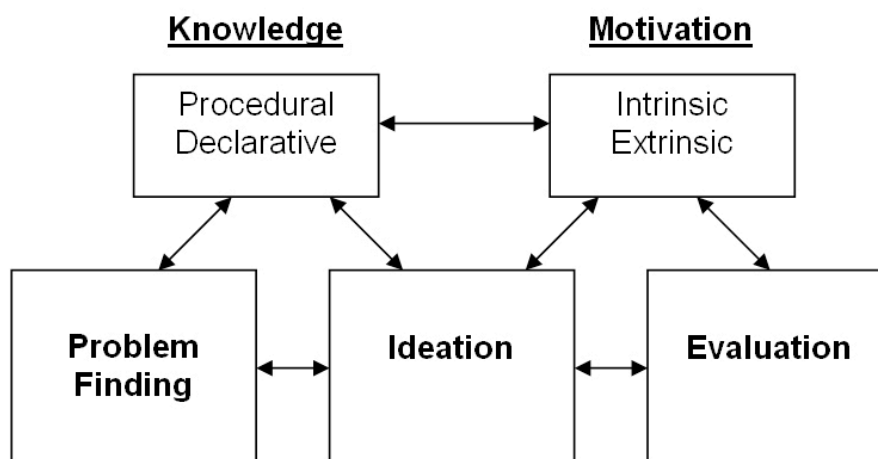 Knowledge
Motivation
Procedural
Declarative
Intrinsic
Extrinsic
Problem
Finding
Ideation
Evaluation